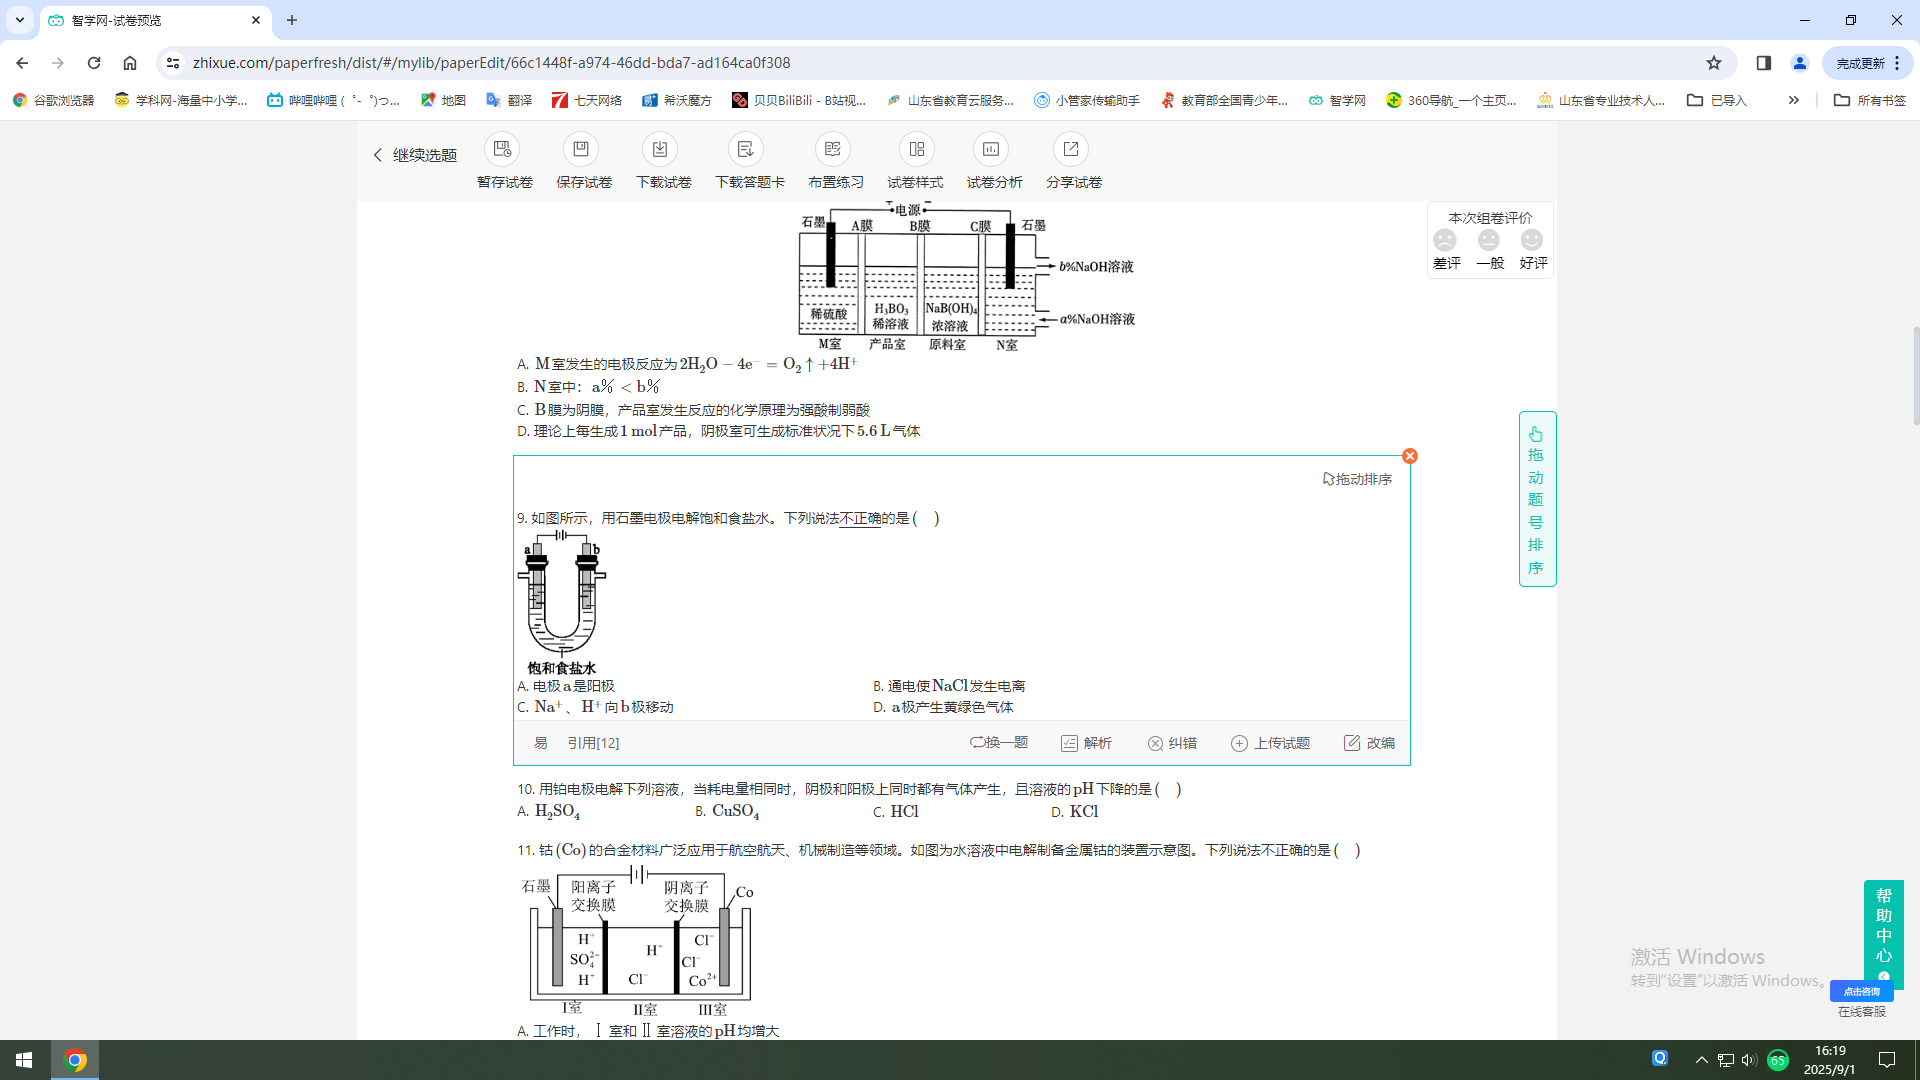 智学网-试卷预览
zhixue.com/paperfresh/dist/#/mylib/paperEdit/66c1448f-a974-46dd-bda7-ad164ca0f308
完成更新
谷歌浏览器 学科网-海量中小学... 哔哩哔哩 ( ゜- ゜)つ... 地图 翻译 七天网络 希沃魔方 贝贝BiliBili - B站视... 山东省教育云服务... 小管家传输助手 教育部全国青少年... 智学网 360导航_一个主页... 山东省专业技术人... 已导入 » 所有书签
继续选题
暂存试卷 保存试卷 下载试卷 下载答题卡 布置练习 试卷样式 试卷分析 分享试卷
本次组卷评价
差评 一般 好评
+ 电源 −
石墨 A膜 B膜 C膜 石墨
b%NaOH溶液
稀硫酸 H₃BO₃稀溶液 NaB(OH)₄浓溶液 a%NaOH溶液
M室 产品室 原料室 N室
A. M室发生的电极反应为2H₂O − 4e⁻ = O₂↑+4H⁺
B. N室中：a% < b%
C. B膜为阴膜，产品室发生反应的化学原理为强酸制弱酸
D. 理论上每生成1 mol产品，阴极室可生成标准状况下5.6 L气体
拖动排序
9. 如图所示，用石墨电极电解饱和食盐水。下列说法不正确的是( )
a b
饱和食盐水
A. 电极a是阳极 B. 通电使NaCl发生电离
C. Na⁺、H⁺向b极移动 D. a极产生黄绿色气体
易 引用[12] 换一题 解析 纠错 上传试题 改编
10. 用铂电极电解下列溶液，当耗电量相同时，阴极和阳极上同时都有气体产生，且溶液的pH下降的是( )
A. H₂SO₄ B. CuSO₄ C. HCl D. KCl
11. 钴(Co)的合金材料广泛应用于航空航天、机械制造等领域。如图为水溶液中电解制备金属钴的装置示意图。下列说法不正确的是( )
石墨 阳离子交换膜 阴离子交换膜 Co
H⁺ H⁺ Cl⁻
SO₄²⁻ Cl⁻
H⁺ Cl⁻ Co²⁺
Ⅰ室 Ⅱ室 Ⅲ室
A. 工作时，Ⅰ室和Ⅱ室溶液的pH均增大
拖动题号排序
帮助中心
点击咨询
在线客服
激活 Windows
转到“设置”以激活 Windows。
65
16:19
2025/9/1